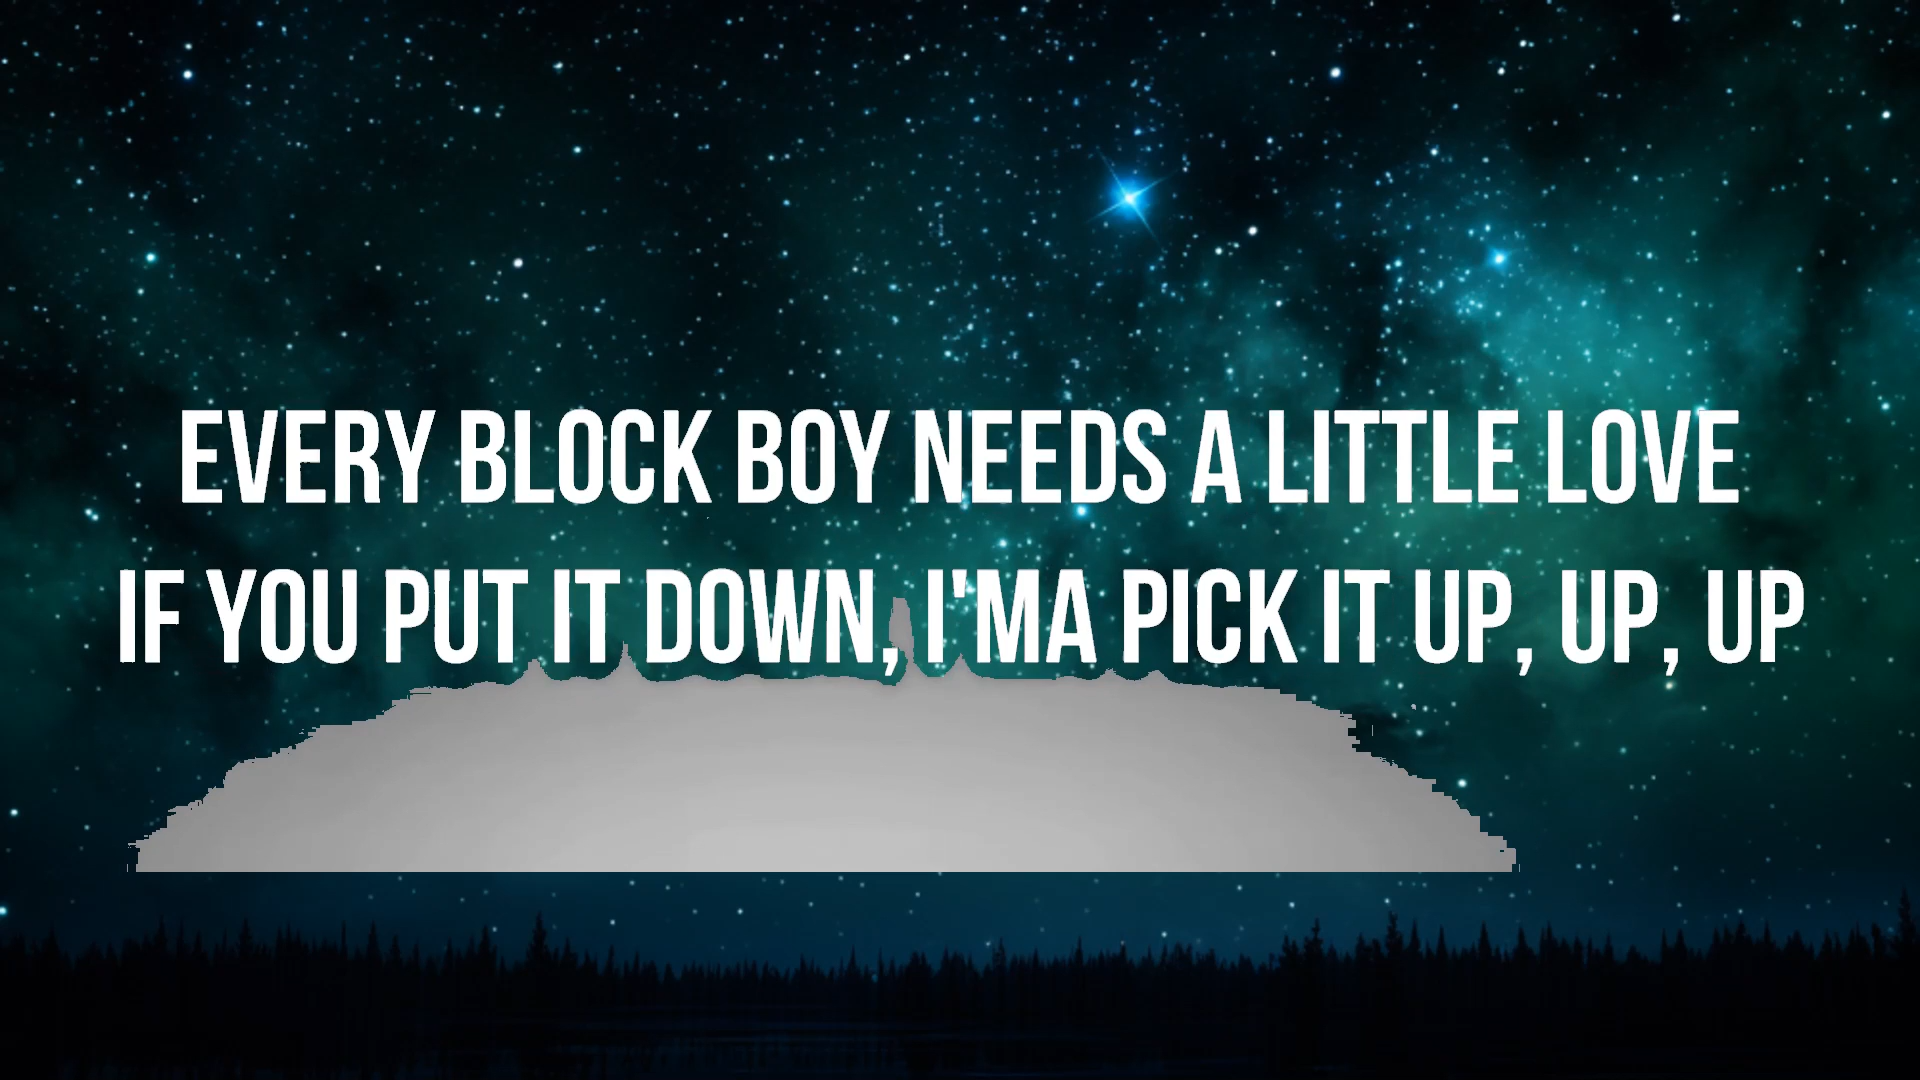 EVERY BLOCK BOY NEEDS A LITTLE LOVE
IF YOU PUT IT DOWN, I'MA PICK IT UP, UP, UP